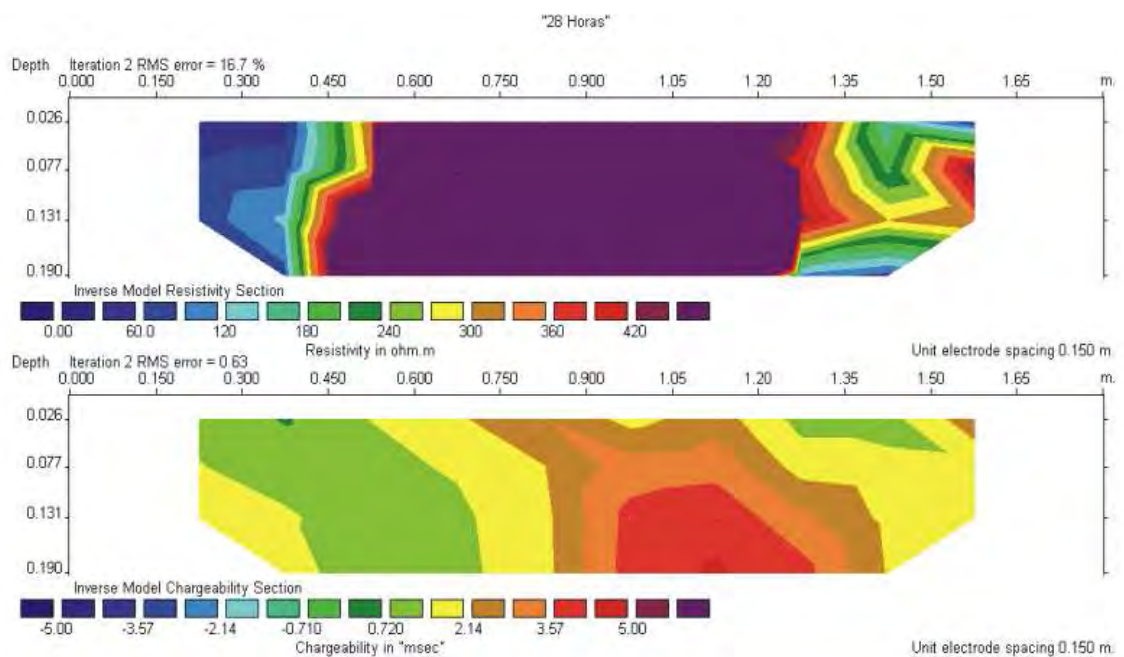 "28 Horas"
Depth Iteration 2 RMS error = 16.7 %
0.000 0.150 0.300 0.450 0.600 0.750 0.900 1.05 1.20 1.35 1.50 1.65 m.
0.026
0.077
0.131
0.190
Inverse Model Resistivity Section
0.00 60.0 120 180 240 300 360 420
Resistivity in ohm.m Unit electrode spacing 0.150 m.
Depth Iteration 2 RMS error = 0.63
0.000 0.150 0.300 0.450 0.600 0.750 0.900 1.05 1.20 1.35 1.50 1.65 m.
0.026
0.077
0.131
0.190
Inverse Model Chargeability Section
-5.00 -3.57 -2.14 -0.710 0.720 2.14 3.57 5.00
Chargeability in "msec" Unit electrode spacing 0.150 m.